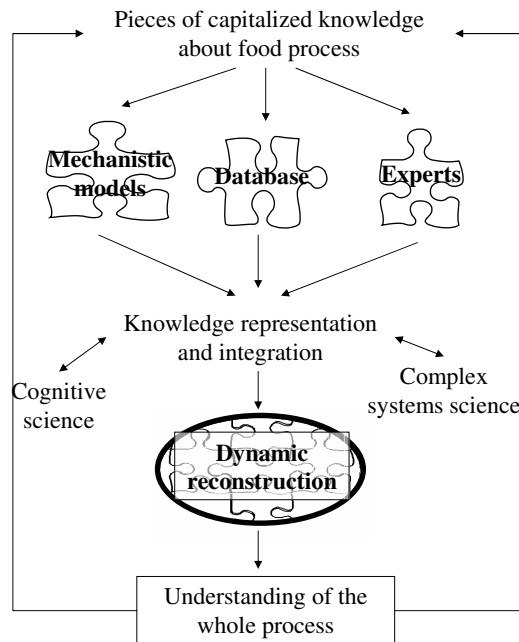 Pieces of capitalized knowledge
about food process
Mechanistic
models
Database
Experts
Knowledge representation
and integration
Cognitive
science
Complex
systems science
Dynamic
reconstruction
Understanding of the
whole process